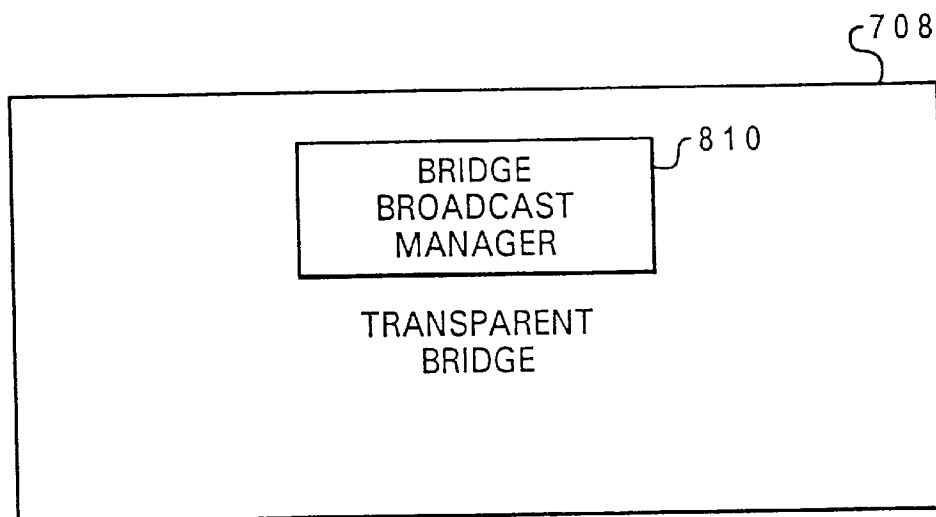 708
810
BRIDGE
BROADCAST
MANAGER
TRANSPARENT
BRIDGE